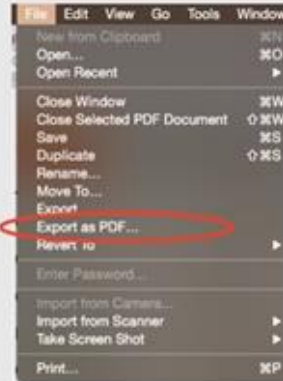 File Edit View Go Tools Window
New from Clipboard ⌘N
Open... ⌘O
Open Recent ▶
Close Window ⌘W
Close Selected PDF Document ⇧⌘W
Save ⌘S
Duplicate ⇧⌘S
Rename...
Move To...
Export...
Export as PDF...
Revert To ▶
Enter Password...
Import from Camera...
Import from Scanner ▶
Take Screen Shot ▶
Print... ⌘P